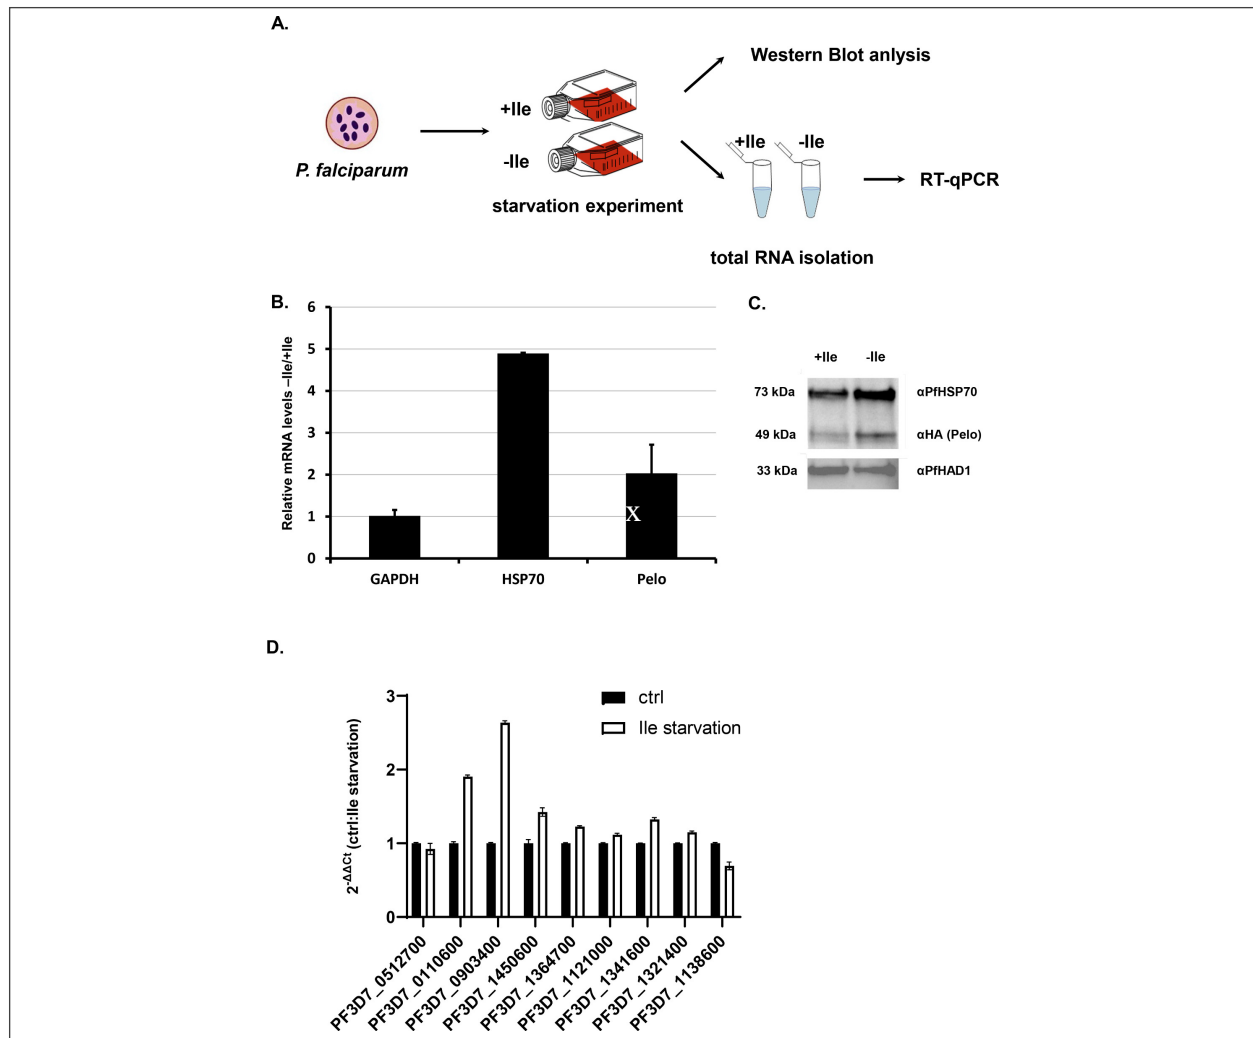 A.
Western Blot anlysis
+Ile
-Ile
P. falciparum
starvation experiment
+Ile -Ile
RT-qPCR
total RNA isolation
B.
Relative mRNA levels –Ile/+Ile
6
5
4
3
2
1
0
X
GAPDH HSP70 Pelo
C.
+Ile -Ile
73 kDa αPfHSP70
49 kDa αHA (Pelo)
33 kDa αPfHAD1
D.
2-ΔΔCt (ctrl:Ile starvation)
3
2
1
0
ctrl
Ile starvation
PF3D7_0512700
PF3D7_0110600
PF3D7_0903400
PF3D7_1450600
PF3D7_1364700
PF3D7_1121000
PF3D7_1341600
PF3D7_1321400
PF3D7_1138600